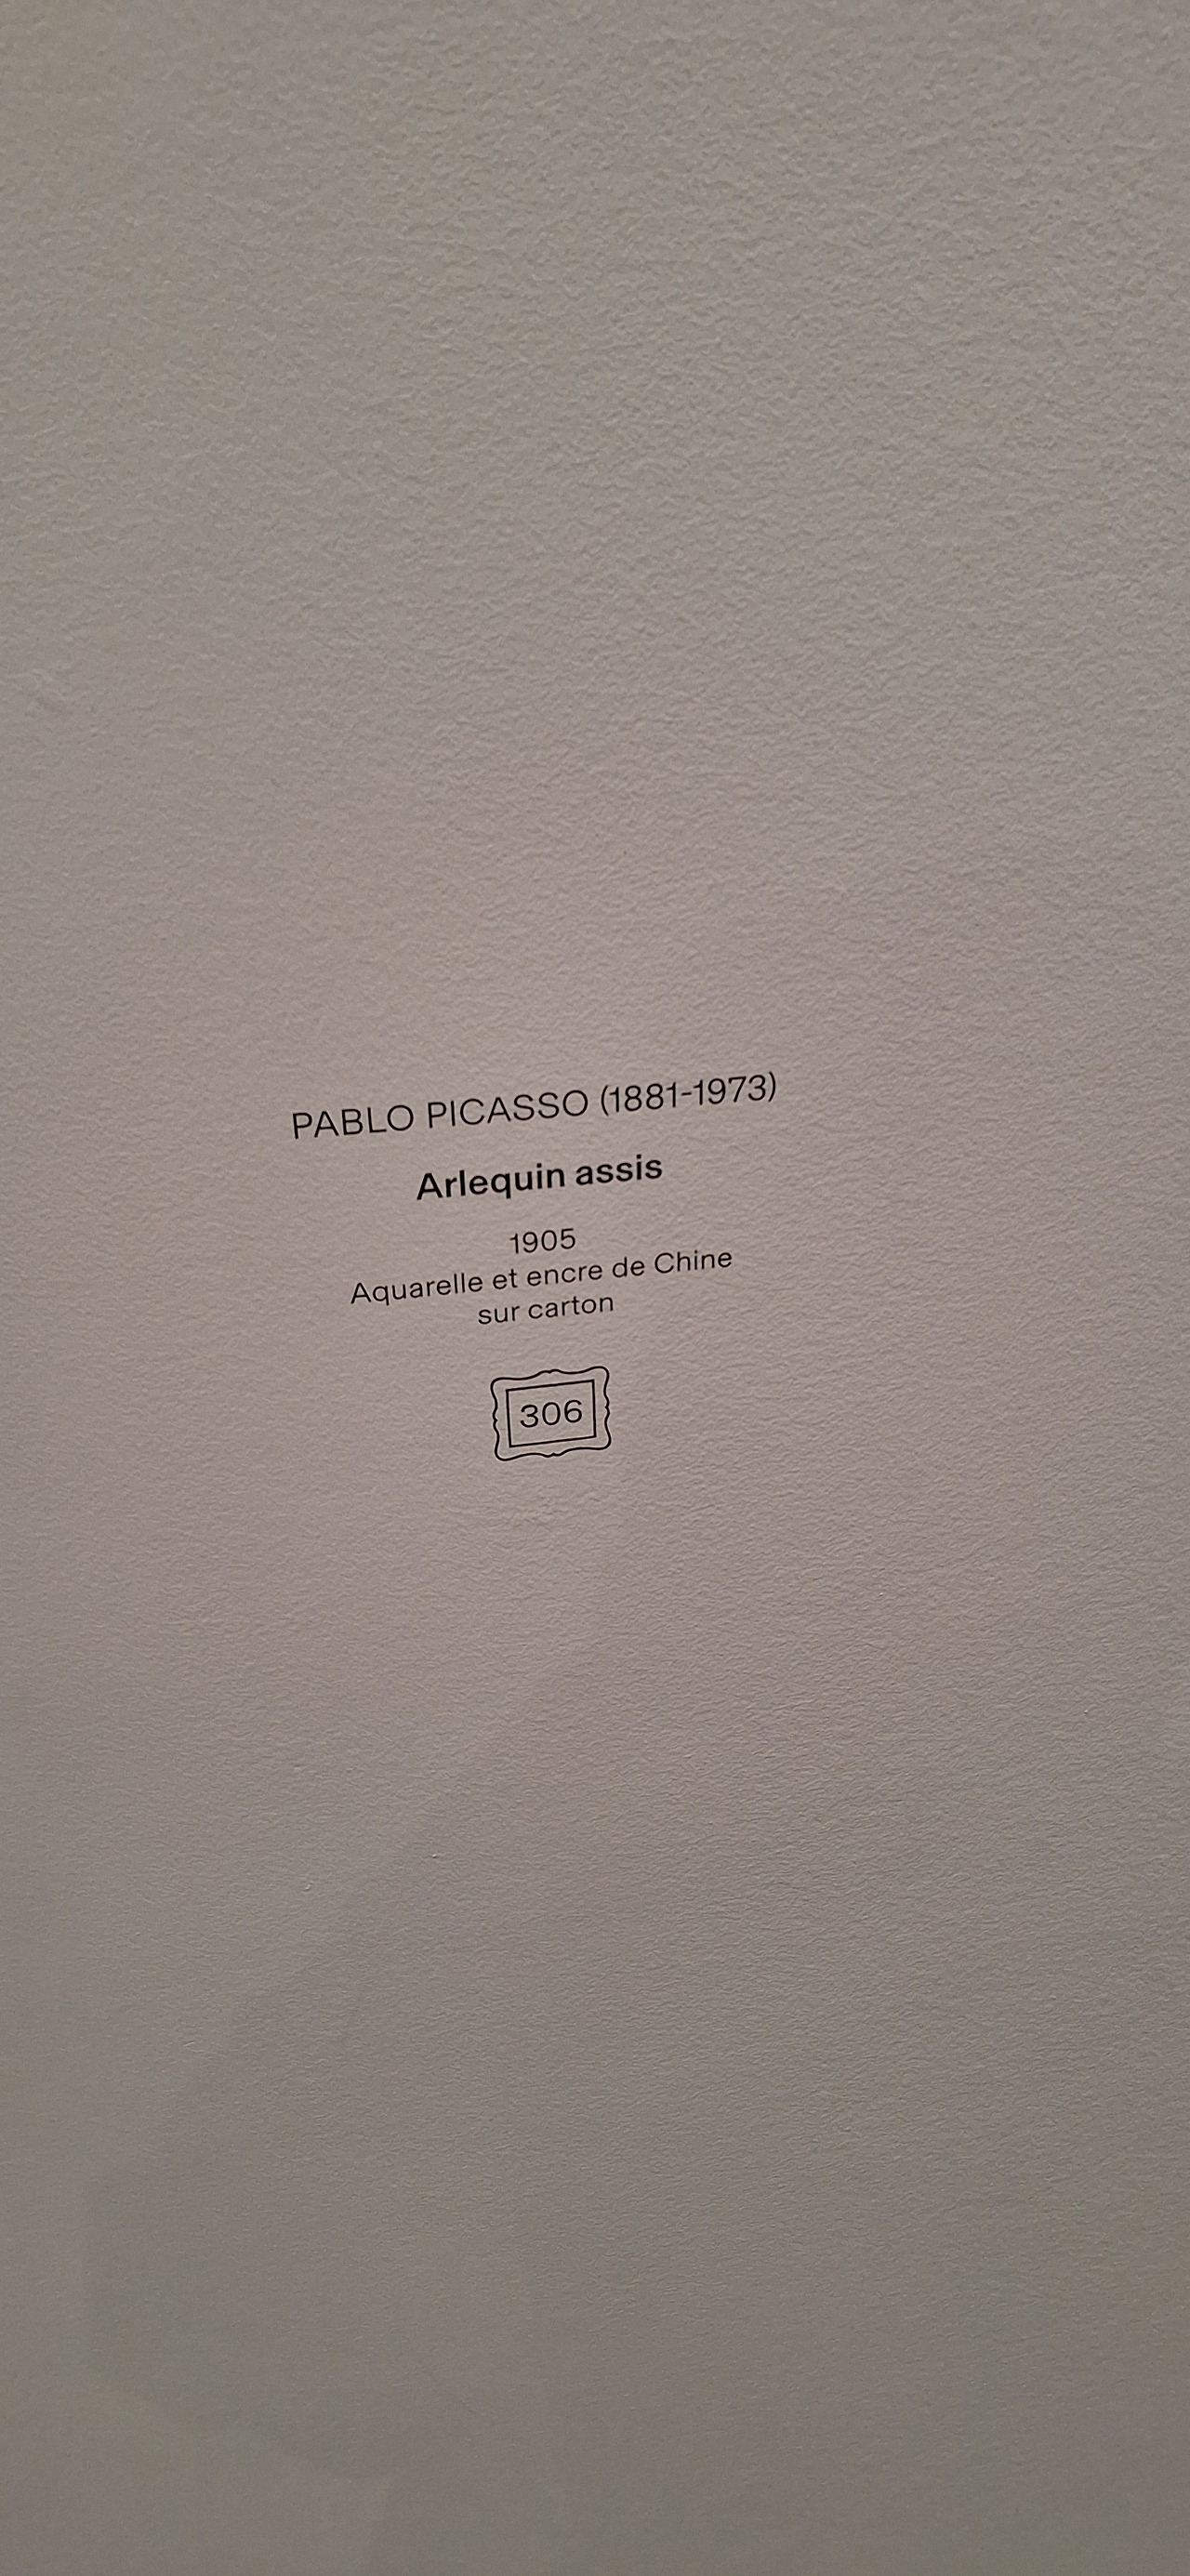 PABLO PICASSO (1881-1973)
Arlequin assis
1905
Aquarelle et encre de Chine
sur carton
306